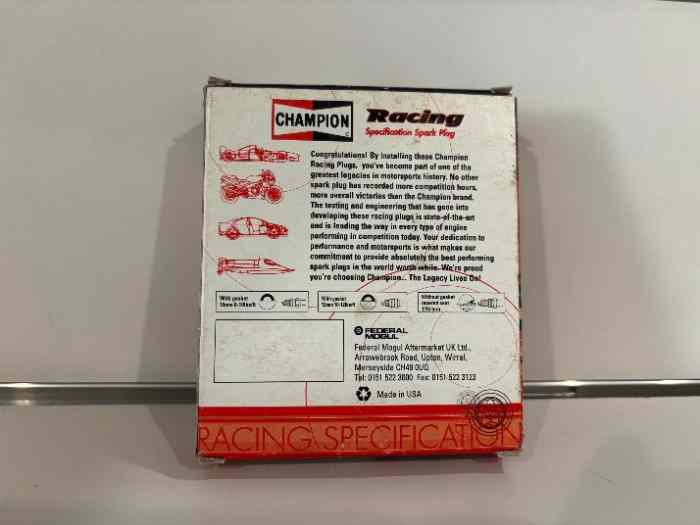 CHAMPION
Racing
Specification Spark Plug
Congratulations! By installing these Champion
Racing Plugs, you've become part of one of the
greatest legacies in motorsports history. No other
spark plug has recorded more competition hours,
more overall victories than the Champion brand.
The testing and engineering that has gone into
developing these racing plugs is state-of-the-art
and is leading the way in every type of engine
performing in competition today. Your dedication to
performance and motorsports is what makes our
commitment to provide absolutely the best performing
spark plugs in the world worth while. We're proud
you're choosing Champion... The Legacy Lives On!
With gasket
With gasket
Without gasket
FEDERAL
MOGUL
Federal Mogul Aftermarket UK Ltd.,
Arrowebrook Road, Upton, Wirral,
Merseyside CH49 0UQ
Tel: 0151 522 3000 Fax: 0151-522 3122
Made in USA
RACING SPECIFICATION